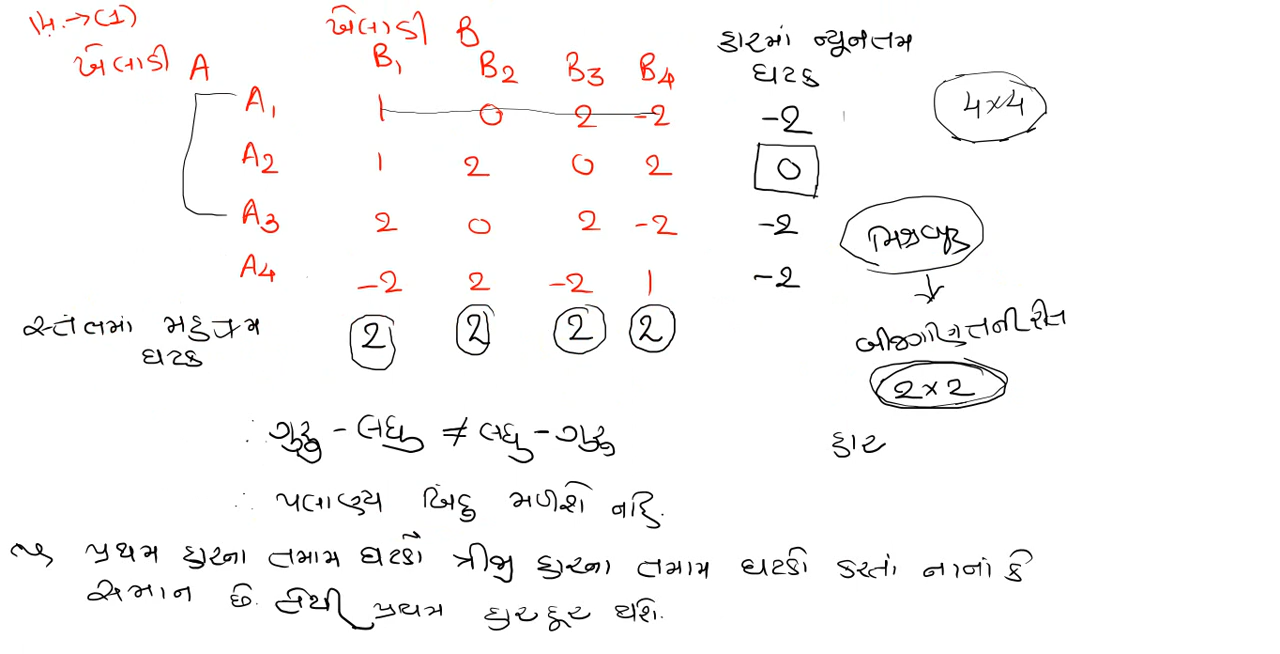 ખેલાડી B
ખેલાડી A B1 B2 B3 B4 હારમાં ન્યૂનતમ ઘટક
A1 1 0 2 -2 -2 4x4
A2 1 2 0 2 0
A3 2 0 2 -2 -2 મિશ્રવ્યૂહ
A4 -2 2 -2 1 -2
સ્તંભમાં મહત્તમ ઘટક 2 2 2 2 બીજગણિતની રીત
2 x 2
∴ ગુરુ - લઘુ ≠ લઘુ - ગુરુ હાર
∴ પલાણ્ય બિંદુ મળશે નહિ.
પ્રથમ હારના તમામ ઘટકો ત્રીજી હારના તમામ ઘટકો કરતાં નાનાં કે
સમાન છે. તેથી પ્રથમ હાર દૂર થશે.